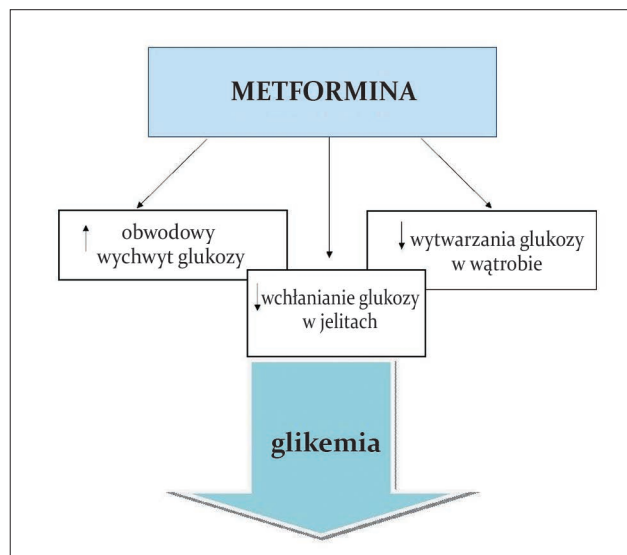 METFORMINA
↑ obwodowy
wychwyt glukozy
↓ wytwarzania glukozy
w wątrobie
↓ wchłanianie glukozy
w jelitach
glikemia